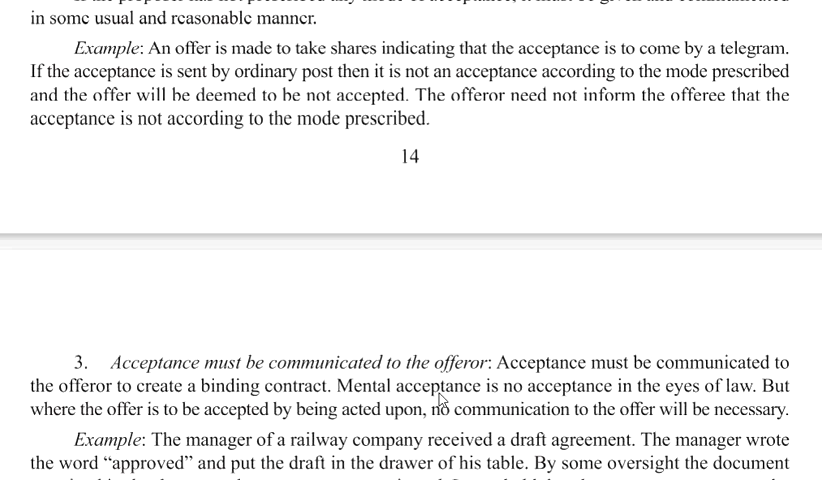 in some usual and reasonable manner.
Example: An offer is made to take shares indicating that the acceptance is to come by a telegram.
If the acceptance is sent by ordinary post then it is not an acceptance according to the mode prescribed
and the offer will be deemed to be not accepted. The offeror need not inform the offeree that the
acceptance is not according to the mode prescribed.
14
3. Acceptance must be communicated to the offeror: Acceptance must be communicated to
the offeror to create a binding contract. Mental acceptance is no acceptance in the eyes of law. But
where the offer is to be accepted by being acted upon, no communication to the offer will be necessary.
Example: The manager of a railway company received a draft agreement. The manager wrote
the word “approved” and put the draft in the drawer of his table. By some oversight the document